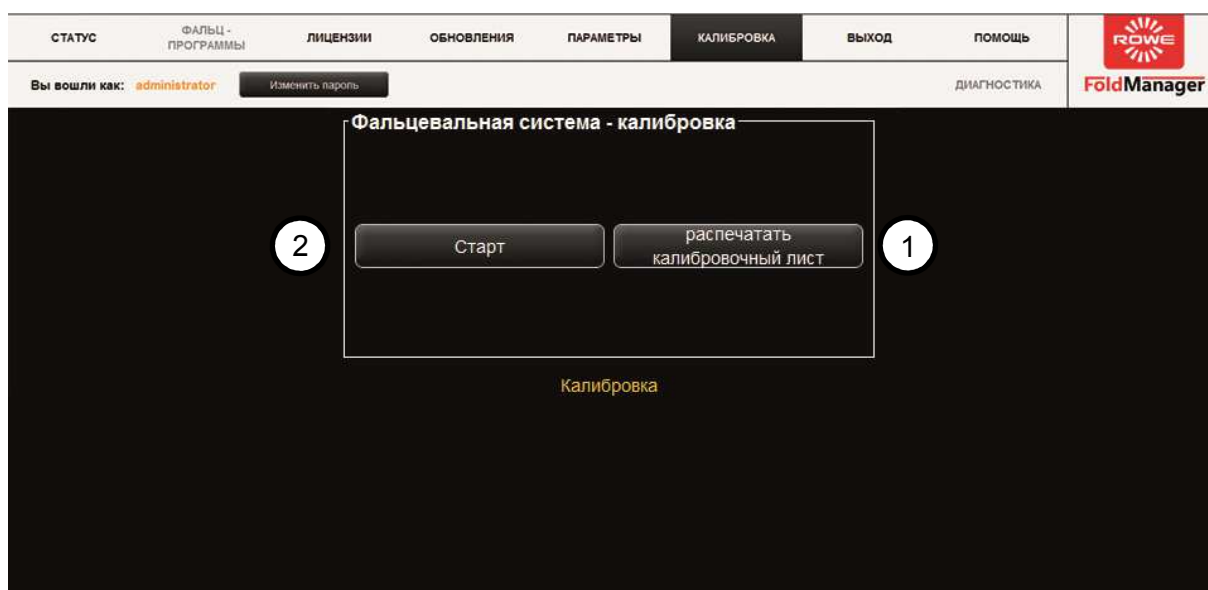 СТАТУС
ФАЛЬЦ -
ПРОГРАММЫ
ЛИЦЕНЗИИ
ОБНОВЛЕНИЯ
ПАРАМЕТРЫ
КАЛИБРОВКА
ВЫХОД
ПОМОЩЬ
ROWE
Вы вошли как: administrator
Изменить пароль
ДИАГНОСТИКА
FoldManager
Фальцевальная система - калибровка
2
Старт
распечатать
калибровочный лист
1
Калибровка